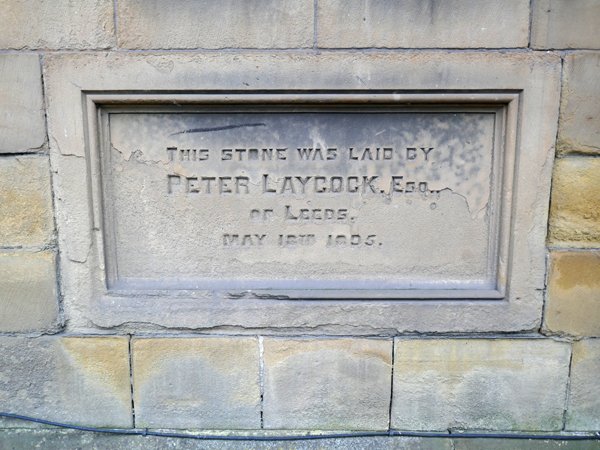 THIS STONE WAS LAID BY
PETER LAYCOCK, ESQ.,
OF LEEDS.
MAY 18TH 1895.